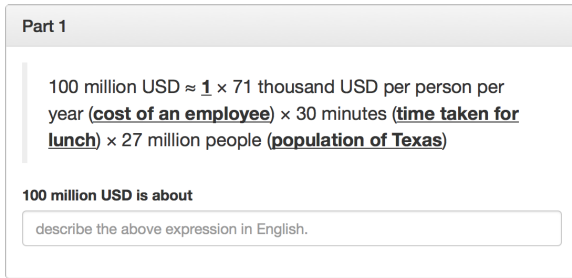 Part 1
100 million USD ≈ 1 × 71 thousand USD per person per
year (cost of an employee) × 30 minutes (time taken for
lunch) × 27 million people (population of Texas)
100 million USD is about
describe the above expression in English.